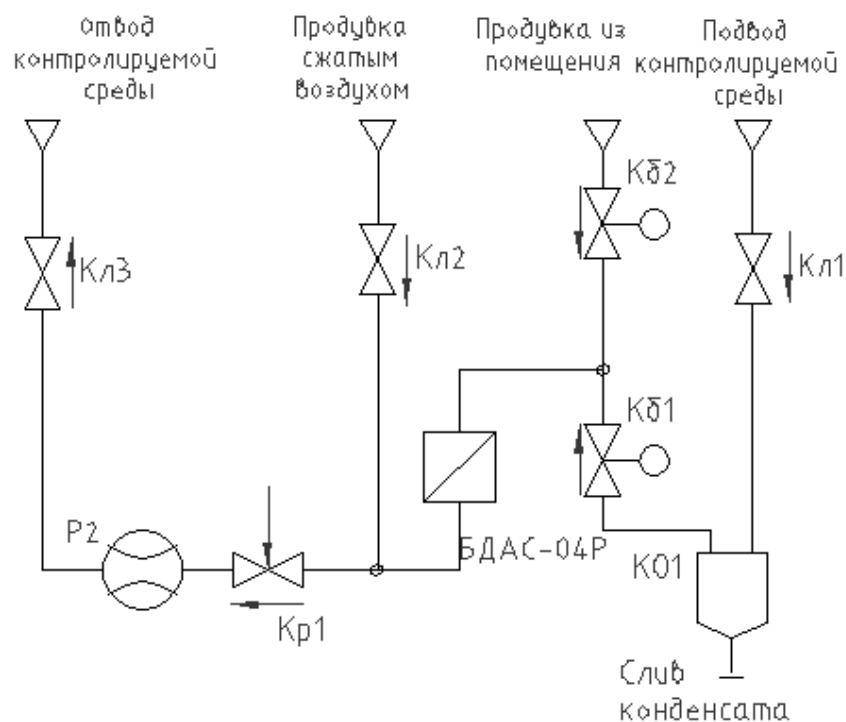 Отвод
контролируемой
среды
Продувка
сжатым
воздухом
Продувка из
помещения
Подвод
контролируемой
среды
Кб2
Кл3
Кл2
Кл1
Кб1
Р2
БДАС-04Р
КО1
Кр1
Слив
конденсата